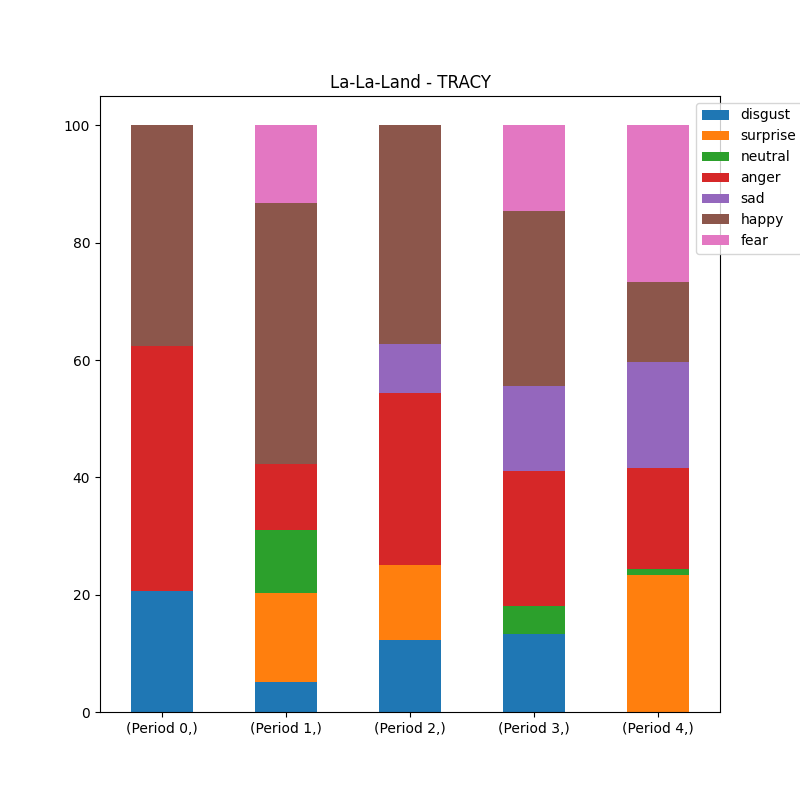 La-La-Land - TRACY
disgust
surprise
neutral
anger
sad
happy
fear
100
80
60
40
20
0
(Period 0,)
(Period 1,)
(Period 2,)
(Period 3,)
(Period 4,)